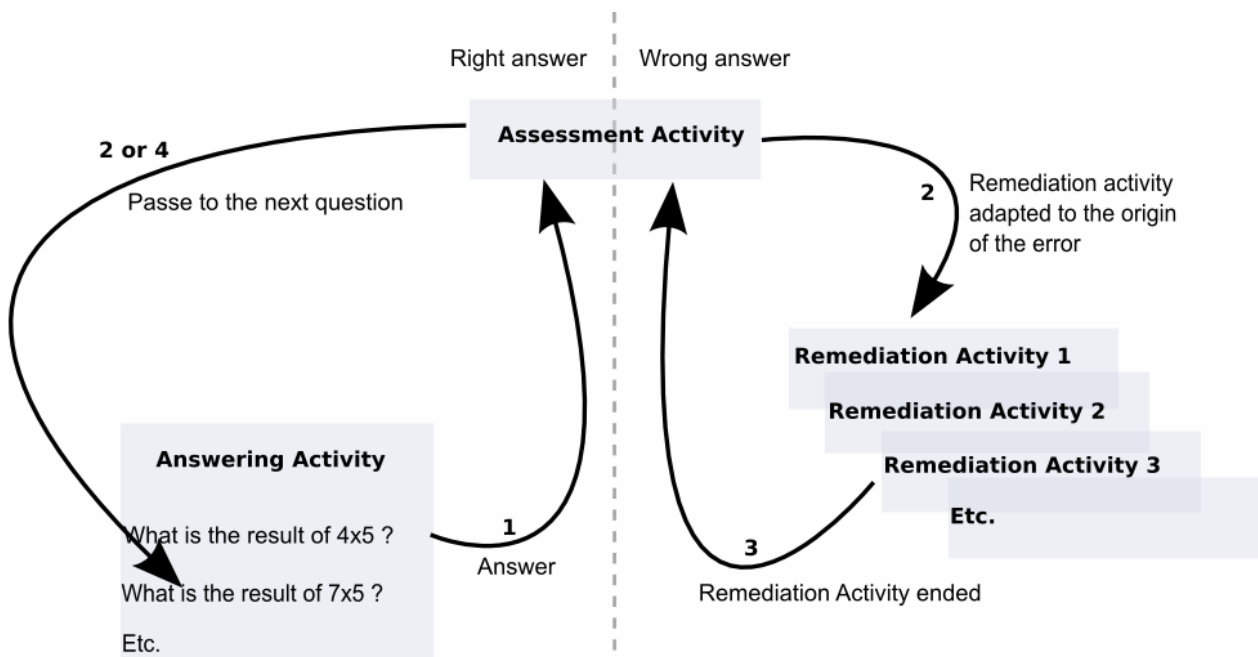 Right answer
Wrong answer
Assessment Activity
2 or 4
Passe to the next question
2
Remediation activity
adapted to the origin
of the error
Remediation Activity 1
Remediation Activity 2
Remediation Activity 3
Etc.
Answering Activity
What is the result of 4x5 ?
What is the result of 7x5 ?
Etc.
1
Answer
3
Remediation Activity ended